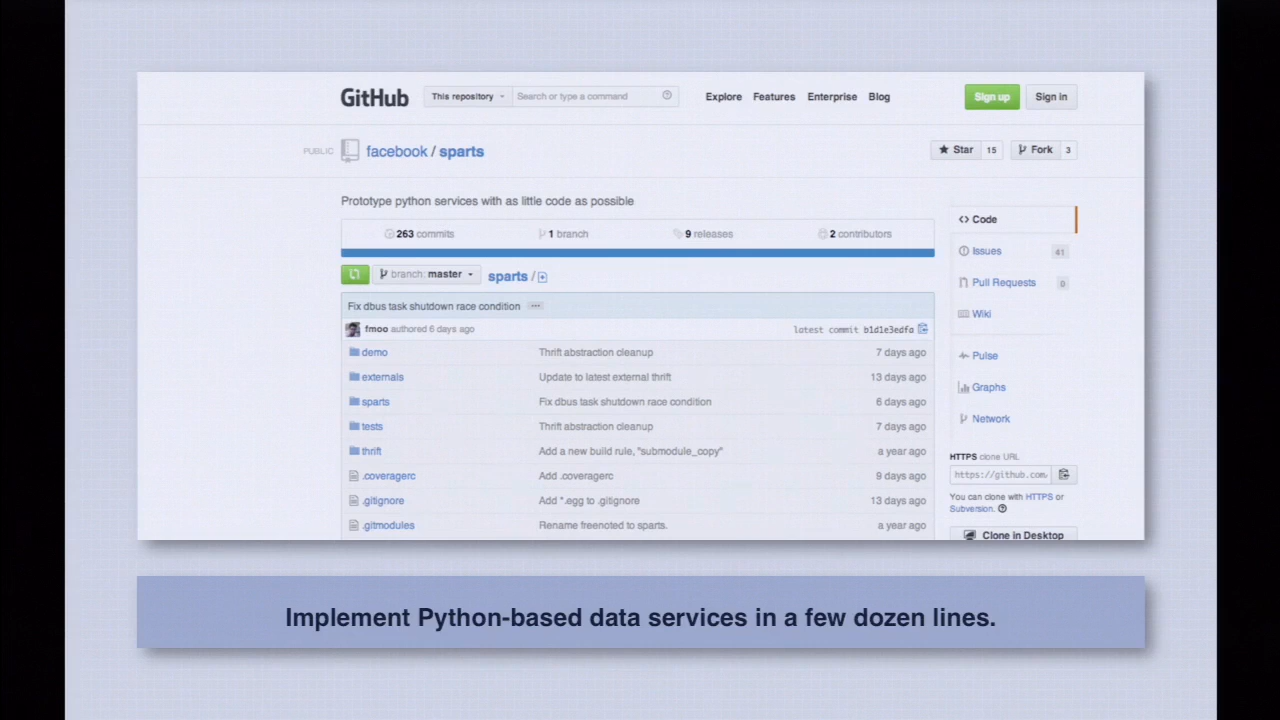 GitHub This repository Search or type a command Explore Features Enterprise Blog Sign up Sign in
PUBLIC facebook / sparts Star 15 Fork 3
Prototype python services with as little code as possible
263 commits 1 branch 9 releases 2 contributors
branch: master sparts /
Fix dbus task shutdown race condition ···
fmoo authored 6 days ago latest commit b1d1e3edfa
demo Thrift abstraction cleanup 7 days ago
externals Update to latest external thrift 13 days ago
sparts Fix dbus task shutdown race condition 6 days ago
tests Thrift abstraction cleanup 7 days ago
thrift Add a new build rule, "submodule_copy" a year ago
.coveragerc Add .coveragerc 9 days ago
.gitignore Add *.egg to .gitignore 13 days ago
.gitmodules Rename freenoted to sparts. a year ago
<> Code
Issues 41
Pull Requests 0
Wiki
Pulse
Graphs
Network
HTTPS clone URL
https://github.com/
You can clone with HTTPS or
Subversion.
Clone in Desktop
Implement Python-based data services in a few dozen lines.